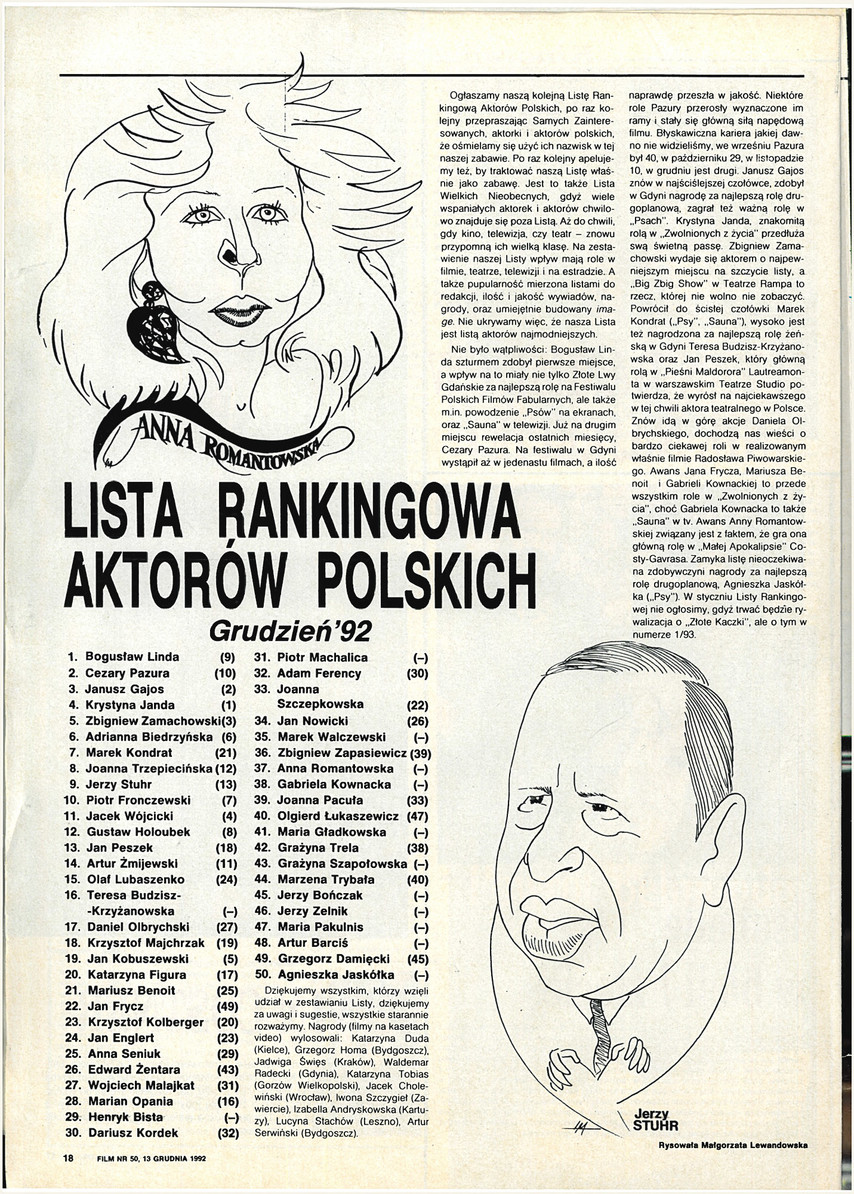 ANNA ROMANTOWSKA
Ogłaszamy naszą kolejną Listę Ran-
kingową Aktorów Polskich, po raz ko-
lejny przepraszając Samych Zaintere-
sowanych, aktorki i aktorów polskich,
że ośmielamy się użyć ich nazwisk w tej
naszej zabawie. Po raz kolejny apeluje-
my też, by traktować naszą Listę właś-
nie jako zabawę. Jest to także Lista
Wielkich Nieobecnych, gdyż wiele
wspaniałych aktorek i aktorów chwilo-
wo znajduje się poza Listą. Aż do chwili,
gdy kino, telewizja, czy teatr – znowu
przypomną ich wielką klasę. Na zesta-
wienie naszej Listy wpływ mają role w
filmie, teatrze, telewizji i na estradzie. A
takze pupularność mierzona listami do
redakcji, ilość i jakość wywiadów, na-
grody, oraz umiejętnie budowany ima-
ge. Nie ukrywamy więc, że nasza Lista
jest listą aktorów najmodniejszych.
Nie było wątpliwości: Bogusław Lin-
da szturmem zdobył pierwsze miejsce,
a wpływ na to miały nie tylko Złote Lwy
Gdańskie za najlepszą rolę na Festiwalu
Polskich Filmów Fabularnych, ale także
m.in. powodzenie „Psów” na ekranach,
oraz „Sauna” w telewizji. Już na drugim
miejscu rewelacja ostatnich miesięcy,
Cezary Pazura. Na festiwalu w Gdyni
wystąpił aż w jedenastu filmach, a ilość
naprawdę przeszła w jakość. Niektóre
role Pazury przerosły wyznaczone im
ramy i stały się główną siłą napędową
filmu. Błyskawiczna kariera jakiej daw-
no nie widzieliśmy, we wrześniu Pazura
był 40, w październiku 29, w listopadzie
10, w grudniu jest drugi. Janusz Gajos
znów w najściślejszej czołówce, zdobył
w Gdyni nagrodę za najlepszą rolę dru-
goplanową, zagrał też ważną rolę w
„Psach”. Krystyna Janda, znakomitą
rolą w „Zwolnionych z życia” przedłuża
swą świetną passę. Zbigniew Zama-
chowski wydaje się aktorem o najpew-
niejszym miejscu na szczycie listy, a
„Big Zbig Show” w Teatrze Rampa to
rzecz, której nie wolno nie zobaczyć.
Powrócił do ścisłej czołówki Marek
Kondrat („Psy”, „Sauna”), wysoko jest
też nagrodzona za najlepszą rolę żeń-
ską w Gdyni Teresa Budzisz-Krzyżano-
wska oraz Jan Peszek, który główną
rolą w „Pieśni Maldorora” Lautreamon-
ta w warszawskim Teatrze Studio po-
twierdza, że wyrósł na najciekawszego
w tej chwili aktora teatralnego w Polsce.
Znów idą w górę akcje Daniela Ol-
brychskiego, dochodzą nas wieści o
bardzo ciekawej roli w realizowanym
właśnie filmie Radosława Piwowarskie-
go. Awans Jana Frycza, Mariusza Be-
noit i Gabrieli Kownackiej to przede
wszystkim role w „Zwolnionych z ży-
cia”, choć Gabriela Kownacka to także
„Sauna” w tv. Awans Anny Romantow-
skiej związany jest z faktem, że gra ona
główną rolę w „Małej Apokalipsie” Co-
sty-Gavrasa. Zamyka listę nieoczekiwa-
na zdobywczyni nagrody za najlepszą
rolę drugoplanową, Agnieszka Jaskół-
ka („Psy”). W styczniu Listy Rankingo-
wej nie ogłosimy, gdyż trwać będzie ry-
walizacja o „Złote Kaczki”, ale o tym w
numerze 1/93.
LISTA RANKINGOWA
AKTORÓW POLSKICH
Grudzień’92
1. Bogusław Linda (9)
2. Cezary Pazura (10)
3. Janusz Gajos (2)
4. Krystyna Janda (1)
5. Zbigniew Zamachowski(3)
6. Adrianna Biedrzyńska (6)
7. Marek Kondrat (21)
8. Joanna Trzepiecińska (12)
9. Jerzy Stuhr (13)
10. Piotr Fronczewski (7)
11. Jacek Wójcicki (4)
12. Gustaw Holoubek (8)
13. Jan Peszek (18)
14. Artur Żmijewski (11)
15. Olaf Lubaszenko (24)
16. Teresa Budzisz-
-Krzyżanowska (–)
17. Daniel Olbrychski (27)
18. Krzysztof Majchrzak (19)
19. Jan Kobuszewski (5)
20. Katarzyna Figura (17)
21. Mariusz Benoit (25)
22. Jan Frycz (49)
23. Krzysztof Kolberger (20)
24. Jan Englert (23)
25. Anna Seniuk (29)
26. Edward Żentara (43)
27. Wojciech Malajkat (31)
28. Marian Opania (16)
29. Henryk Bista (–)
30. Dariusz Kordek (32)
31. Piotr Machalica (–)
32. Adam Ferency (30)
33. Joanna
Szczepkowska (22)
34. Jan Nowicki (26)
35. Marek Walczewski (–)
36. Zbigniew Zapasiewicz (39)
37. Anna Romantowska (–)
38. Gabriela Kownacka (–)
39. Joanna Pacuła (33)
40. Olgierd Łukaszewicz (47)
41. Maria Gładkowska (–)
42. Grażyna Trela (38)
43. Grażyna Szapołowska (–)
44. Marzena Trybała (40)
45. Jerzy Bończak (–)
46. Jerzy Zelnik (–)
47. Maria Pakulnis (–)
48. Artur Barciś (–)
49. Grzegorz Damięcki (45)
50. Agnieszka Jaskółka (–)
Dziękujemy wszystkim, którzy wzięli
udział w zestawianiu Listy, dziękujemy
za uwagi i sugestie, wszystkie starannie
rozważymy. Nagrody (filmy na kasetach
video) wylosowali: Katarzyna Duda
(Kielce), Grzegorz Homa (Bydgoszcz),
Jadwiga Święs (Kraków), Waldemar
Radecki (Gdynia), Katarzyna Tobias
(Gorzów Wielkopolski), Jacek Chole-
wiński (Wrocław), Iwona Szczygieł (Za-
wiercie), Izabella Andryskowska (Kartu-
zy), Lucyna Stachów (Leszno), Artur
Serwiński (Bydgoszcz).
Jerzy
STUHR
Rysowała Małgorzata Lewandowska
18 FILM NR 50, 13 GRUDNIA 1992